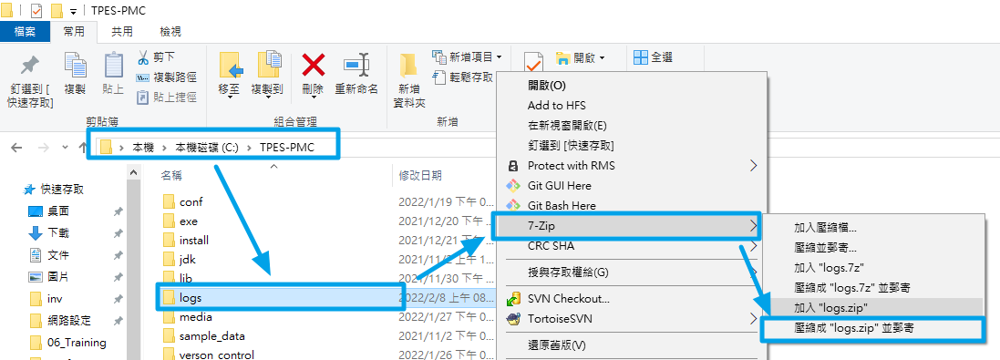 TPES-PMC
檔案 常用 共用 檢視
釘選到 [
快速存取]
複製
貼上
剪下
複製路徑
貼上捷徑
剪貼簿
移至
複製到
刪除
重新命名
組合管理
新增
資料夾
新增項目
輕鬆存取
新增
開啟
全選
本機 本機磁碟 (C:) TPES-PMC
快速存取
桌面
下載
文件
圖片
inv
網路設定
06_Training
名稱 修改日期
conf 2022/1/19 下午 0...
exe 2021/12/20 下午 ...
install 2021/12/21 下午 ...
jdk 2021/11/2 上午 1...
lib 2021/11/30 下午 ...
logs 2022/2/8 上午 08...
media 2022/1/27 下午 0...
sample_data 2021/11/2 下午 0...
verson_control 2022/1/26 下午 0...
開啟(O)
Add to HFS
在新視窗開啟(E)
釘選到 [快速存取]
Protect with RMS
Git GUI Here
Git Bash Here
7-Zip
CRC SHA
授與存取權給(G)
SVN Checkout...
TortoiseSVN
還原舊版(V)
加入壓縮檔...
壓縮並郵寄...
加入 "logs.7z"
壓縮成 "logs.7z" 並郵寄
加入 "logs.zip"
壓縮成 "logs.zip" 並郵寄